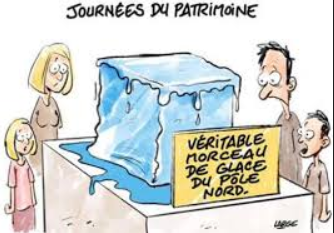 JOURNÉES DU PATRIMOINE
VÉRITABLE
MORCEAU
DE GLACE
DU PÔLE
NORD.